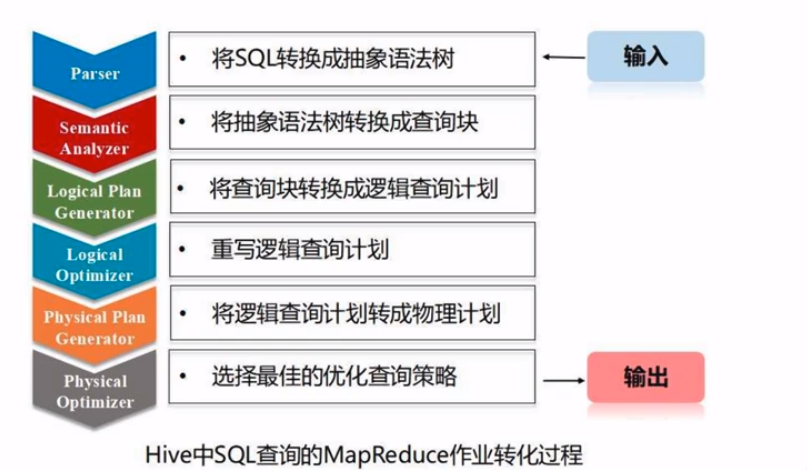 Parser
• 将SQL转换成抽象语法树
输入
Semantic
Analyzer
• 将抽象语法树转换成查询块
Logical Plan
Generator
• 将查询块转换成逻辑查询计划
Logical
Optimizer
• 重写逻辑查询计划
Physical Plan
Generator
• 将逻辑查询计划转成物理计划
Physical
Optimizer
• 选择最佳的优化查询策略
输出
Hive中SQL查询的MapReduce作业转化过程